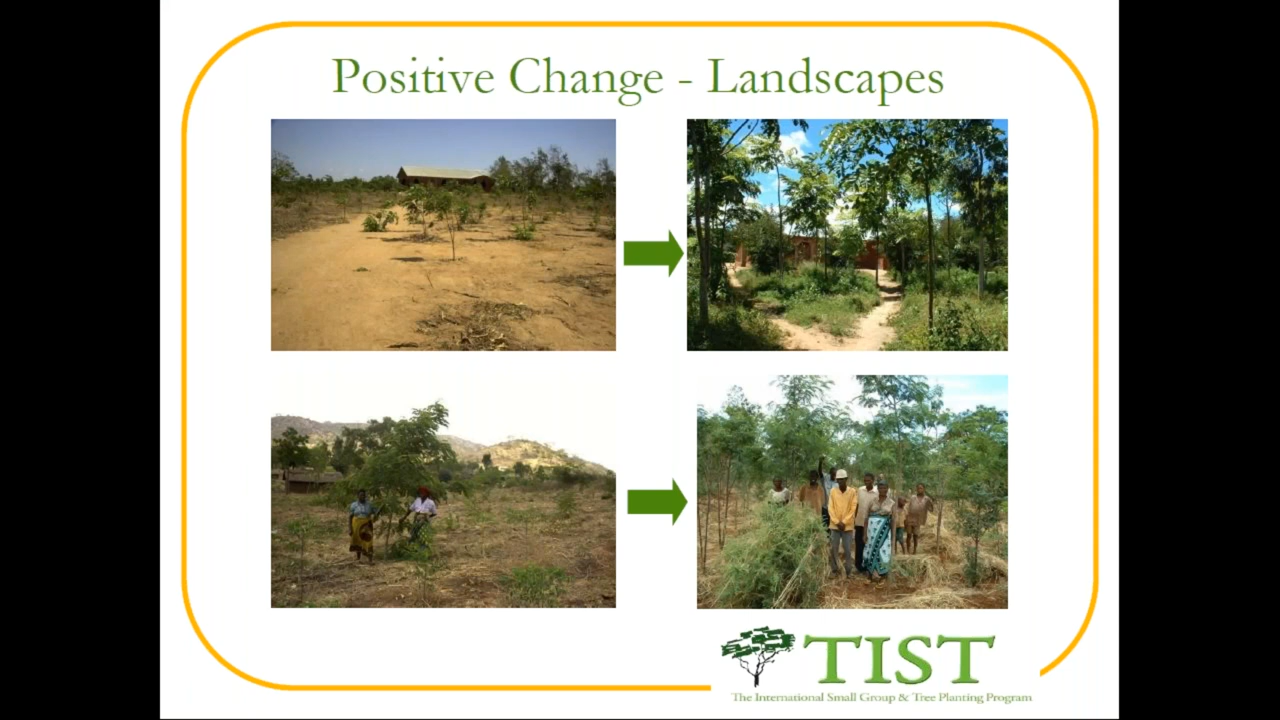 Positive Change - Landscapes
TIST
The International Small Group & Tree Planting Program